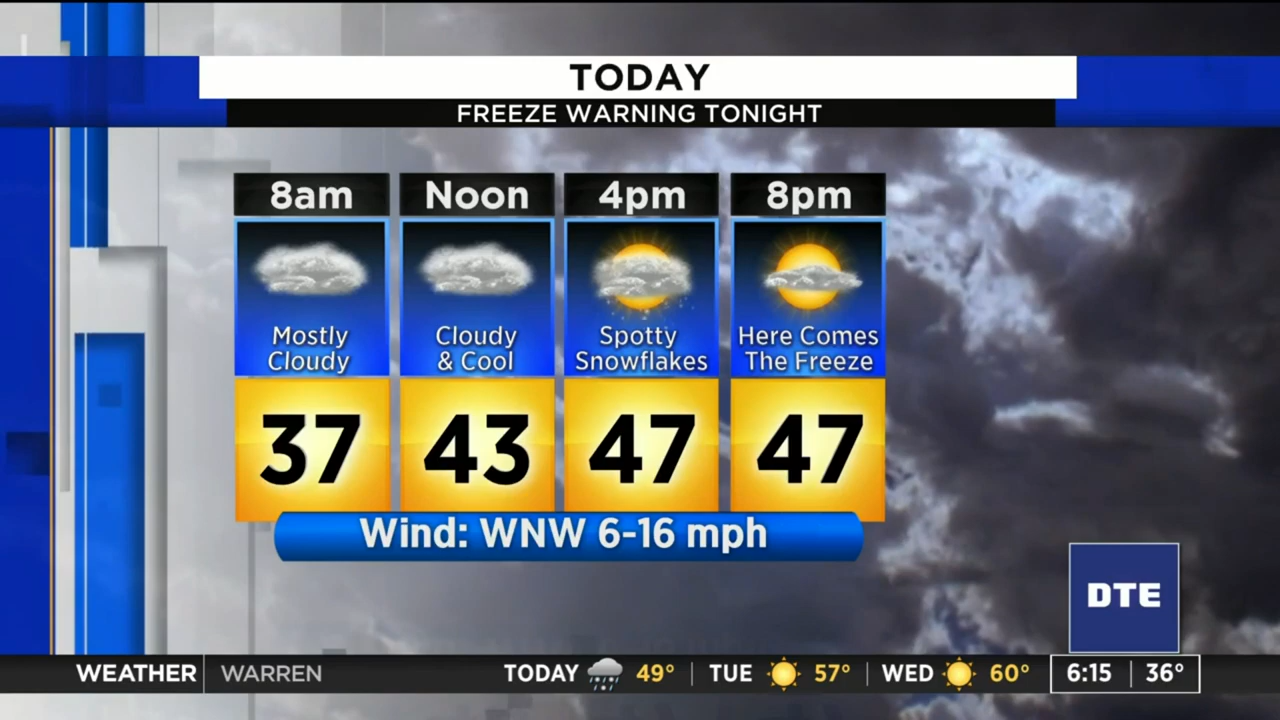 TODAY
FREEZE WARNING TONIGHT
8am
Noon
4pm
8pm
Mostly
Cloudy
Cloudy
& Cool
Spotty
Snowflakes
Here Comes
The Freeze
37
43
47
47
Wind: WNW 6-16 mph
DTE
WEATHER WARREN TODAY 49° TUE 57° WED 60° 6:15 36°